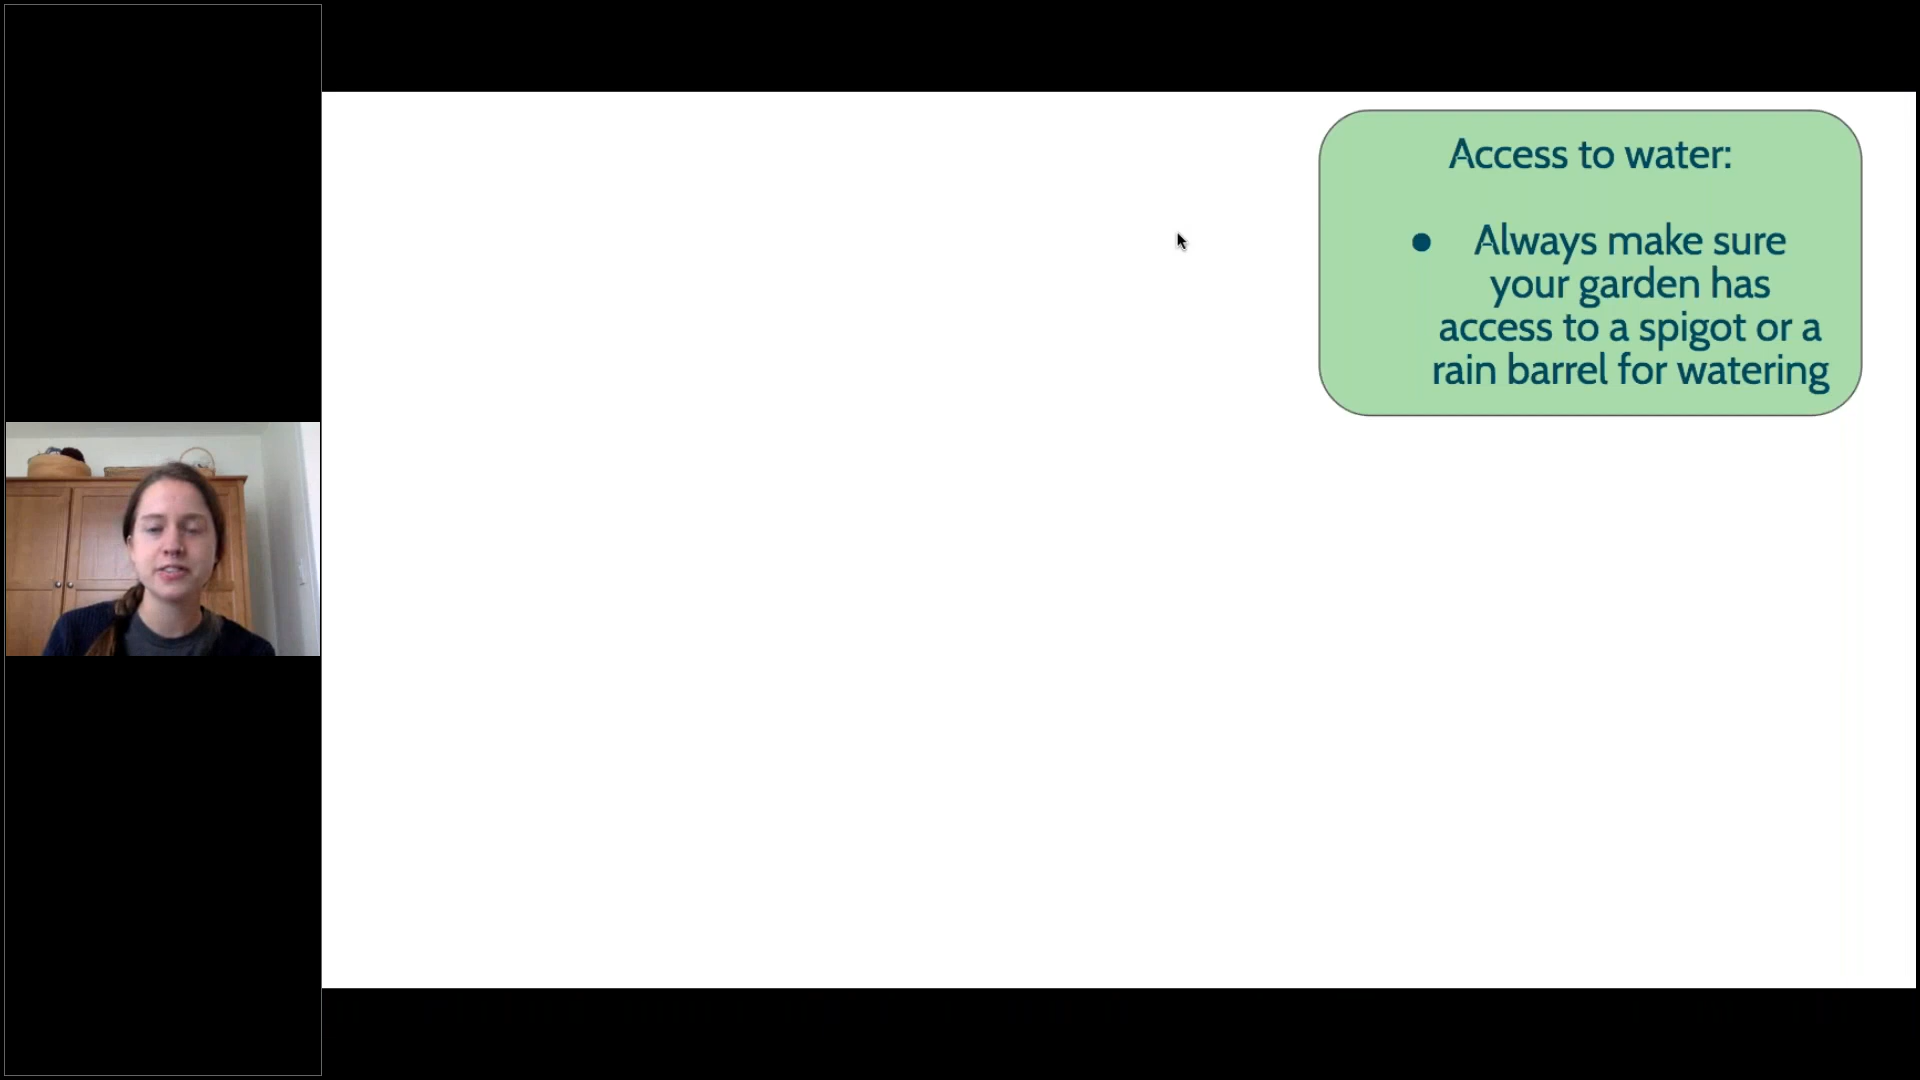 Access to water:
● Always make sure
your garden has
access to a spigot or a
rain barrel for watering